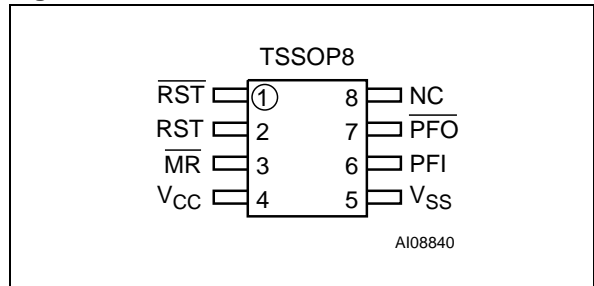 TSSOP8
RST 1 8 NC
RST 2 7 PFO
MR 3 6 PFI
VCC 4 5 VSS
AI08840